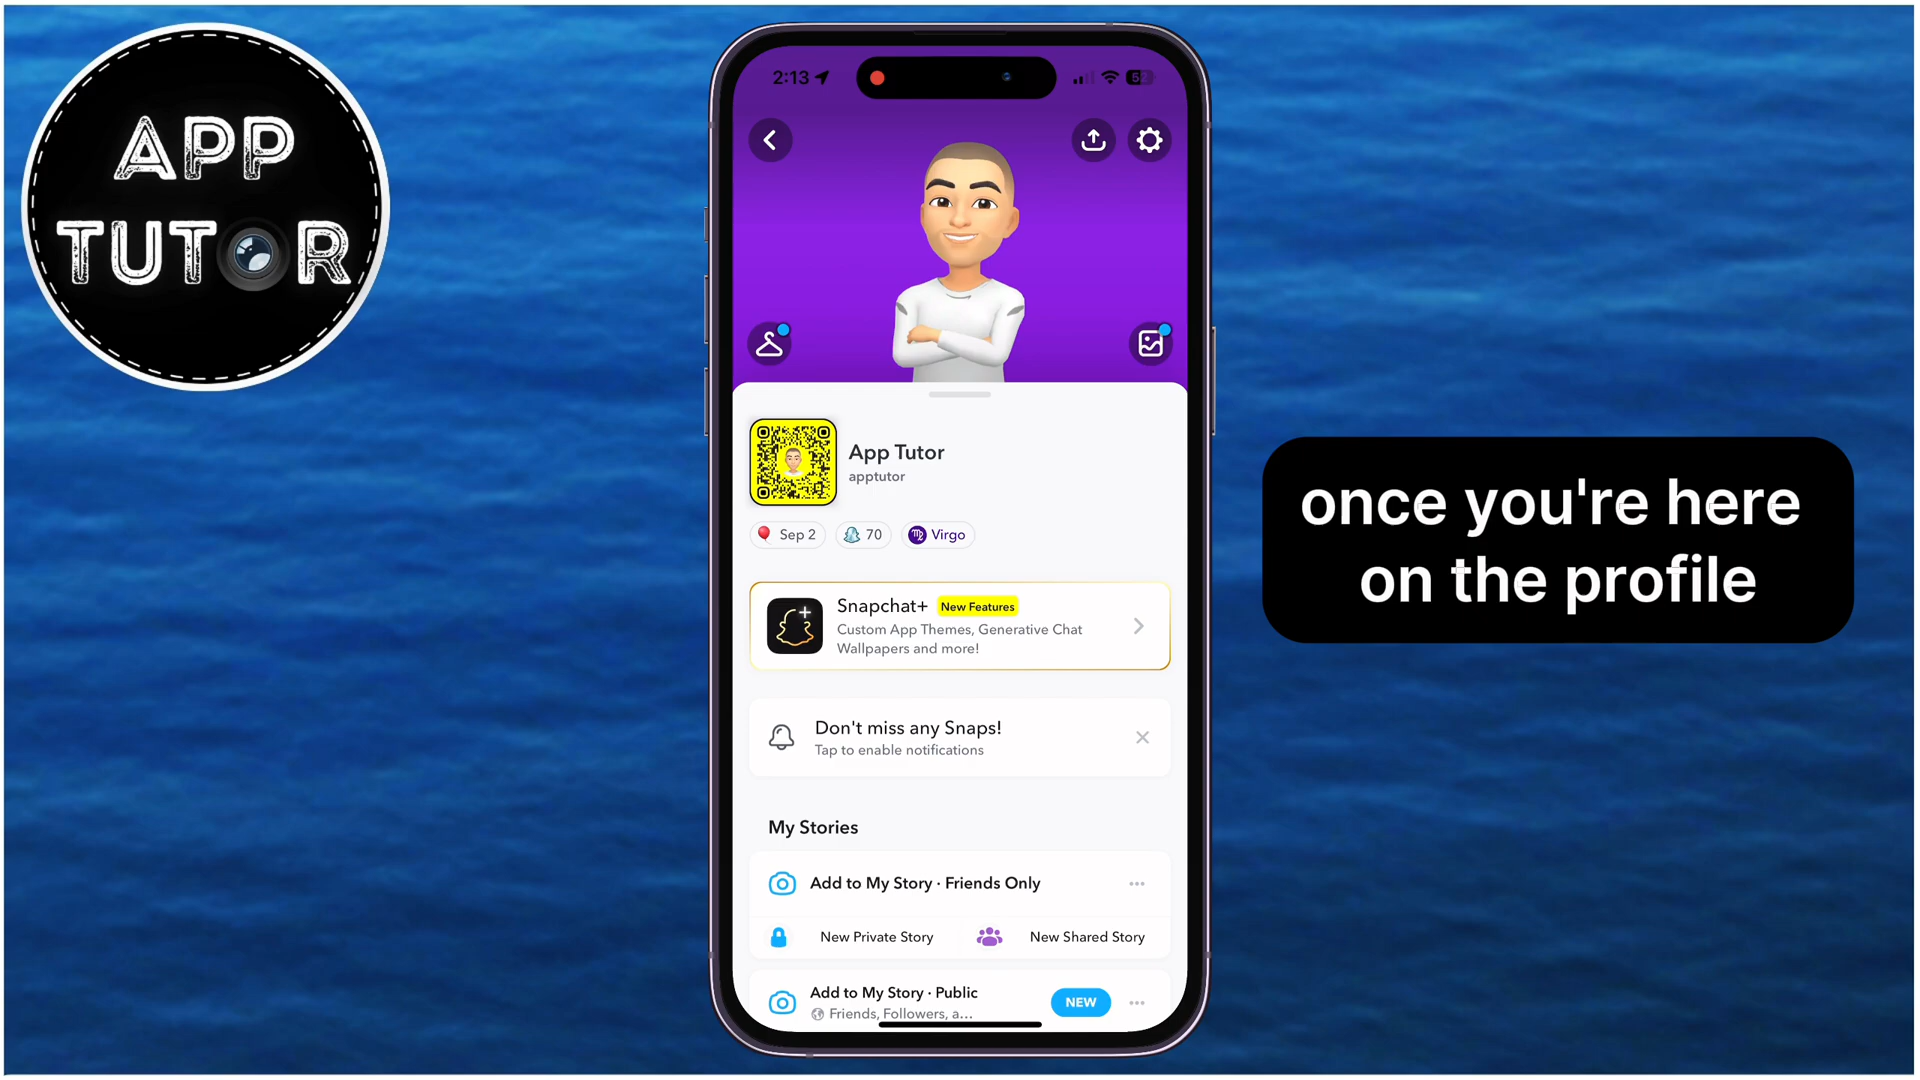 APP
TUTOR
2:13
52
App Tutor
apptutor
Sep 2
70
Virgo
Snapchat+ New Features
Custom App Themes, Generative Chat
Wallpapers and more!
Don't miss any Snaps!
Tap to enable notifications
My Stories
Add to My Story · Friends Only
New Private Story
New Shared Story
Add to My Story · Public
NEW
Friends, Followers, a...
once you're here
on the profile